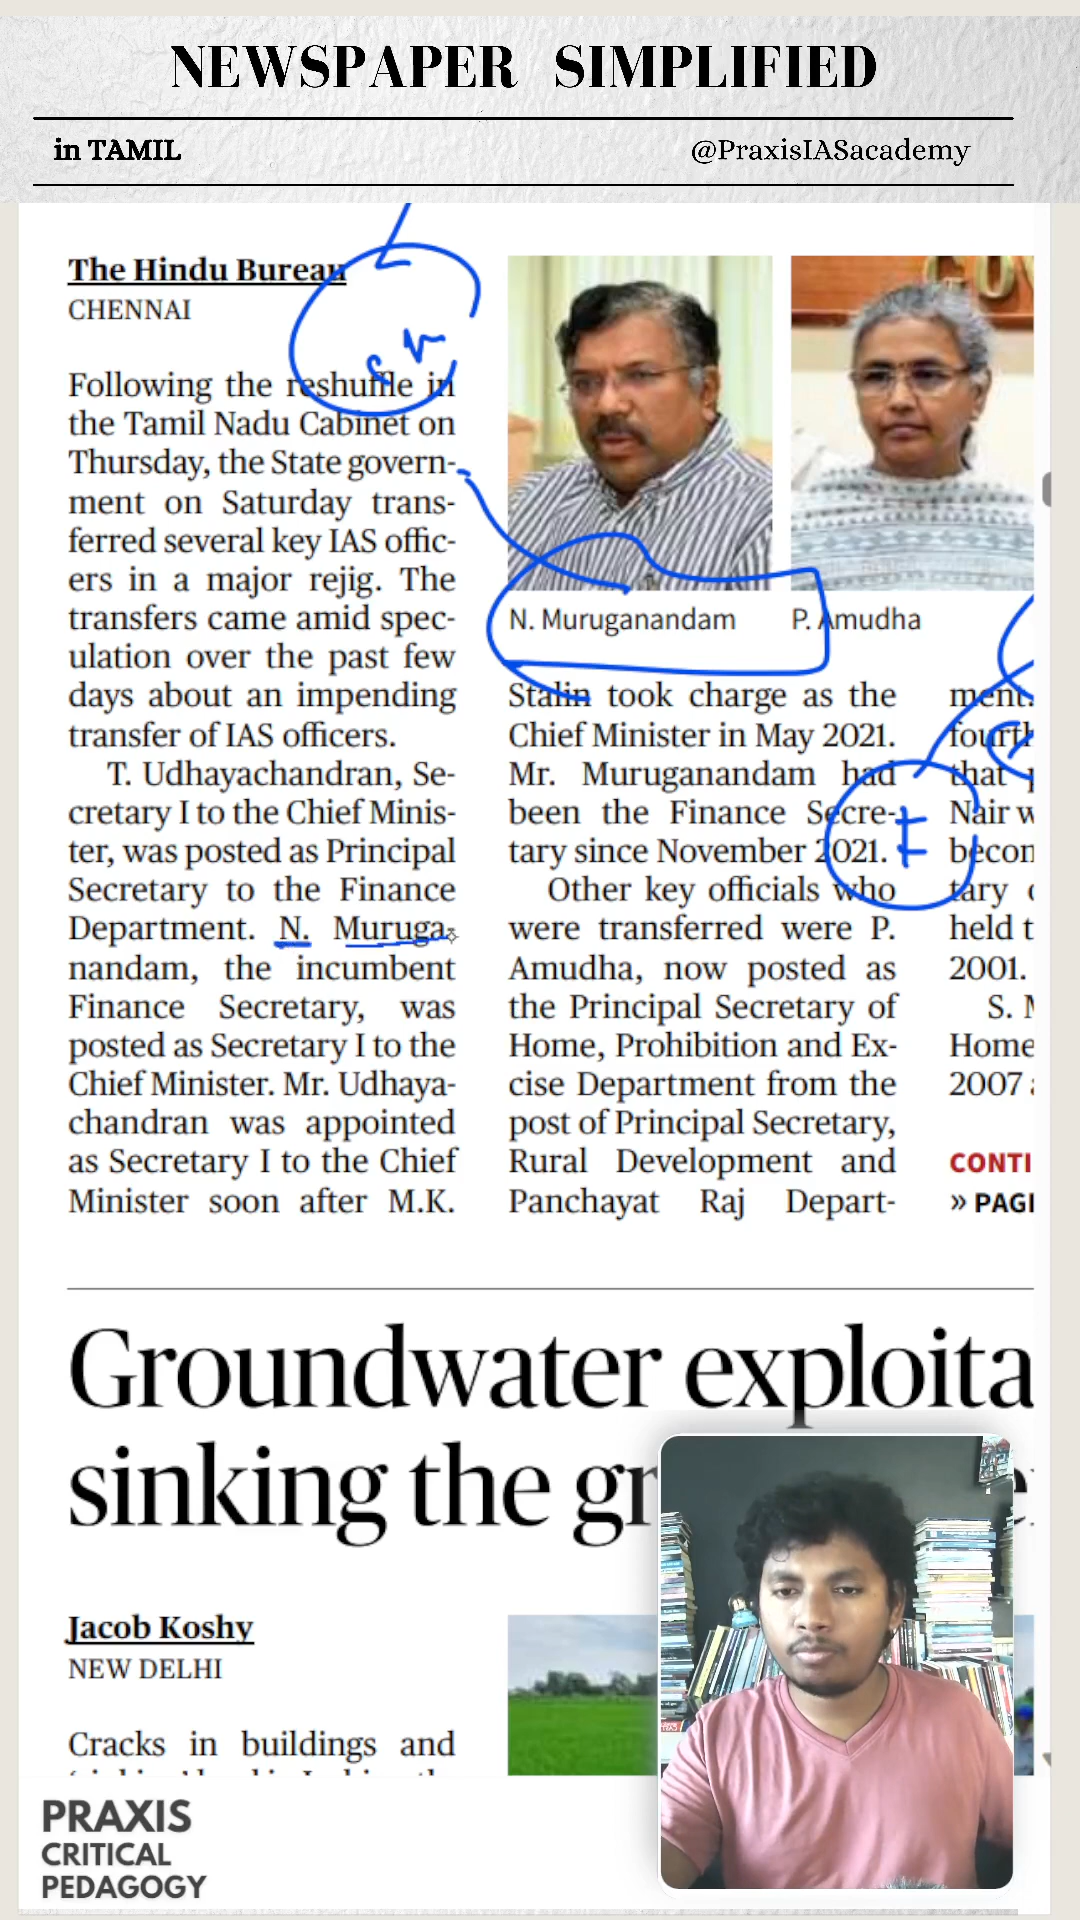 NEWSPAPER SIMPLIFIED
in TAMIL
@PraxisIASacademy
The Hindu Bureau
CHENNAI
Following the reshuffle in
the Tamil Nadu Cabinet on
Thursday, the State govern-
ment on Saturday trans-
ferred several key IAS offic-
ers in a major rejig. The
transfers came amid spec-
ulation over the past few
days about an impending
transfer of IAS officers.
T. Udhayachandran, Se-
cretary I to the Chief Minis-
ter, was posted as Principal
Secretary to the Finance
Department. N. Muruga-
nandam, the incumbent
Finance Secretary, was
posted as Secretary I to the
Chief Minister. Mr. Udhaya-
chandran was appointed
as Secretary I to the Chief
Minister soon after M.K.
N. Muruganandam
P. Amudha
Stalin took charge as the
Chief Minister in May 2021.
Mr. Muruganandam had
been the Finance Secre-
tary since November 2021.
Other key officials who
were transferred were P.
Amudha, now posted as
the Principal Secretary of
Home, Prohibition and Ex-
cise Department from the
post of Principal Secretary,
Rural Development and
Panchayat Raj Depart-
ment.
fourth
that
Nair
tary
held
2001.
S.
Home
2007
CONTI
» PAG
Groundwater exploita
sinking the gr
Jacob Koshy
NEW DELHI
Cracks in buildings and
PRAXIS
CRITICAL
PEDAGOGY